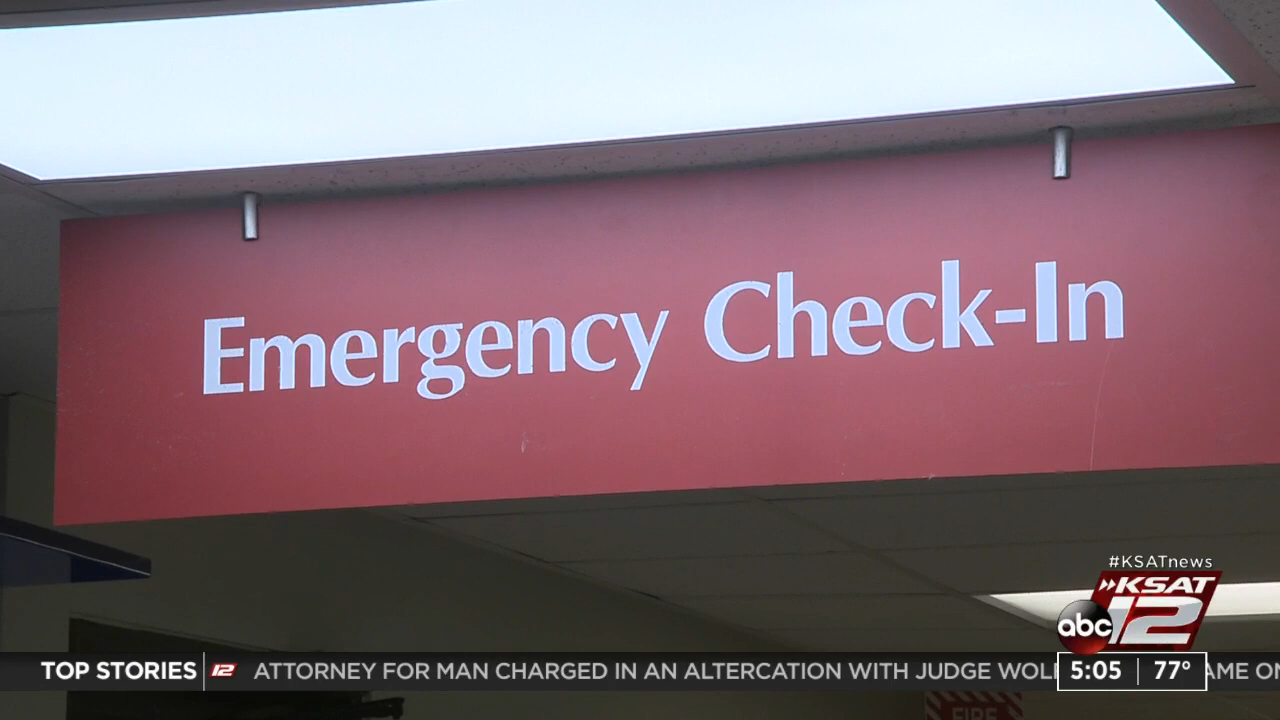 Emergency Check-In
#KSATnews
KSAT
abc 12
TOP STORIES 12 ATTORNEY FOR MAN CHARGED IN AN ALTERCATION WITH JUDGE 5:05 77°
FIRE